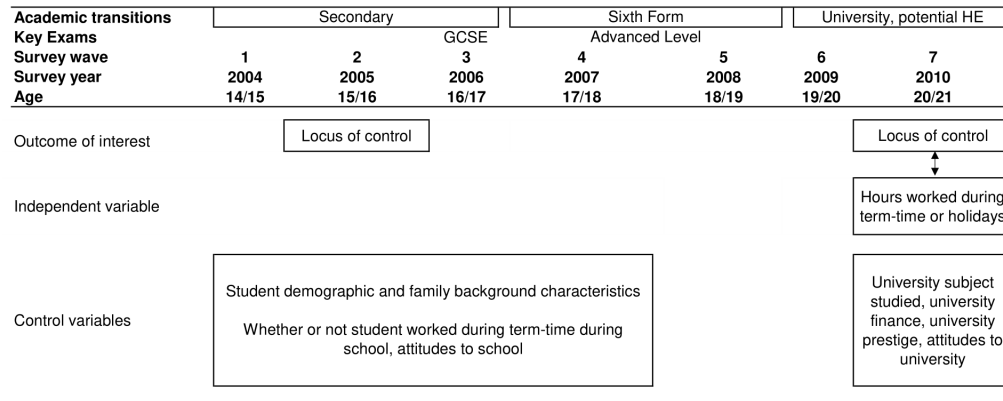 Academic transitions Secondary Sixth Form University, potential HE
Key Exams GCSE Advanced Level
Survey wave 1 2 3 4 5 6 7
Survey year 2004 2005 2006 2007 2008 2009 2010
Age 14/15 15/16 16/17 17/18 18/19 19/20 20/21
Outcome of interest Locus of control Locus of control
Independent variable
Hours worked during
term-time or holidays
Control variables
Student demographic and family background characteristics
Whether or not student worked during term-time during
school, attitudes to school
University subject
studied, university
finance, university
prestige, attitudes to
university